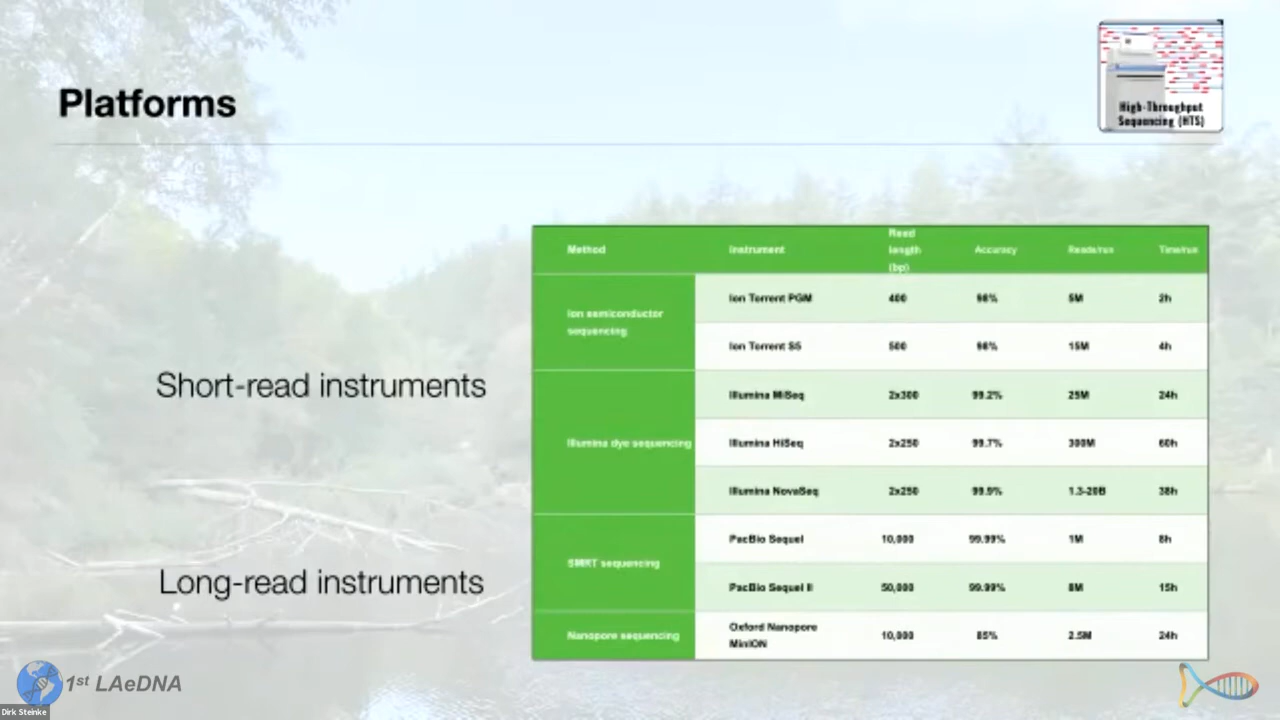 Platforms
High-Throughput
Sequencing (HTS)
Method Instrument Read length (bp) Accuracy Reads/run Time/run
Ion semiconductor sequencing
Ion Torrent PGM 400 98% 5M 2h
Ion Torrent S5 500 98% 15M 4h
Short-read instruments
Illumina dye sequencing
Illumina MiSeq 2x300 99.2% 25M 24h
Illumina HiSeq 2x250 99.7% 300M 60h
Illumina NovaSeq 2x250 99.9% 1.3-20B 38h
Long-read instruments
SMRT sequencing
PacBio Sequel 10,000 99.99% 1M 8h
PacBio Sequel II 50,000 99.99% 8M 15h
Nanopore sequencing
Oxford Nanopore MinION 10,000 85% 2.5M 24h
1st LAeDNA
Dirk Steinke